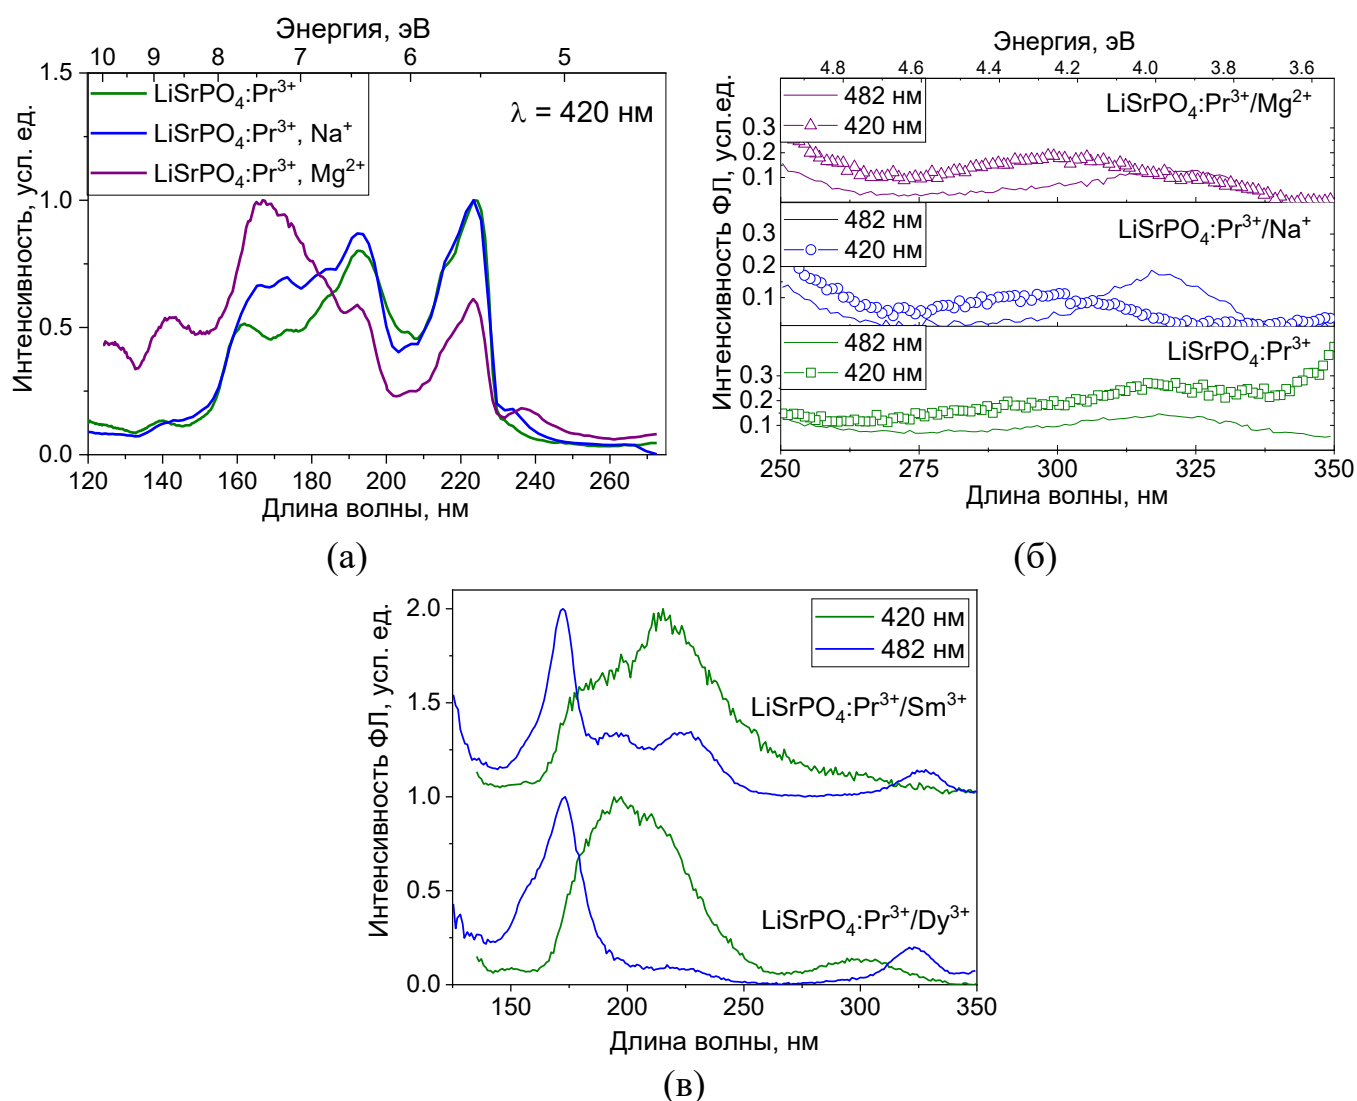 Энергия, эВ
10 9 8 7 6 5
1.5
1.0
0.5
0.0
Интенсивность, усл. ед.
LiSrPO₄:Pr³⁺
LiSrPO₄:Pr³⁺, Na⁺
LiSrPO₄:Pr³⁺, Mg²⁺
λ = 420 нм
120 140 160 180 200 220 240 260
Длина волны, нм
(а)
Энергия, эВ
4.8 4.6 4.4 4.2 4.0 3.8 3.6
Интенсивность ФЛ, усл.ед.
482 нм
420 нм
LiSrPO₄:Pr³⁺/Mg²⁺
0.3
0.2
0.1
482 нм
420 нм
LiSrPO₄:Pr³⁺/Na⁺
0.3
0.2
0.1
482 нм
420 нм
LiSrPO₄:Pr³⁺
0.3
0.2
0.1
250 275 300 325 350
Длина волны, нм
(б)
2.0
1.5
1.0
0.5
0.0
Интенсивность ФЛ, усл. ед.
420 нм
482 нм
LiSrPO₄:Pr³⁺/Sm³⁺
LiSrPO₄:Pr³⁺/Dy³⁺
150 200 250 300 350
Длина волны, нм
(в)